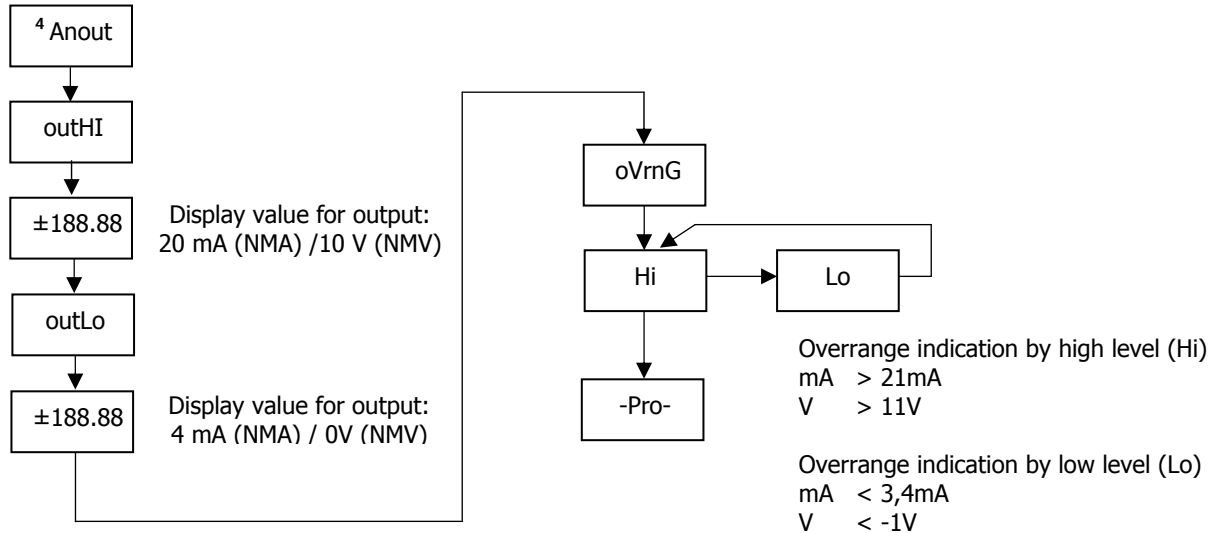 ⁴ Anout
outHI
±188.88
Display value for output:
20 mA (NMA) /10 V (NMV)
outLo
±188.88
Display value for output:
4 mA (NMA) / 0V (NMV)
oVrnG
Hi
Lo
-Pro-
Overrange indication by high level (Hi)
mA > 21mA
V > 11V
Overrange indication by low level (Lo)
mA < 3,4mA
V < -1V